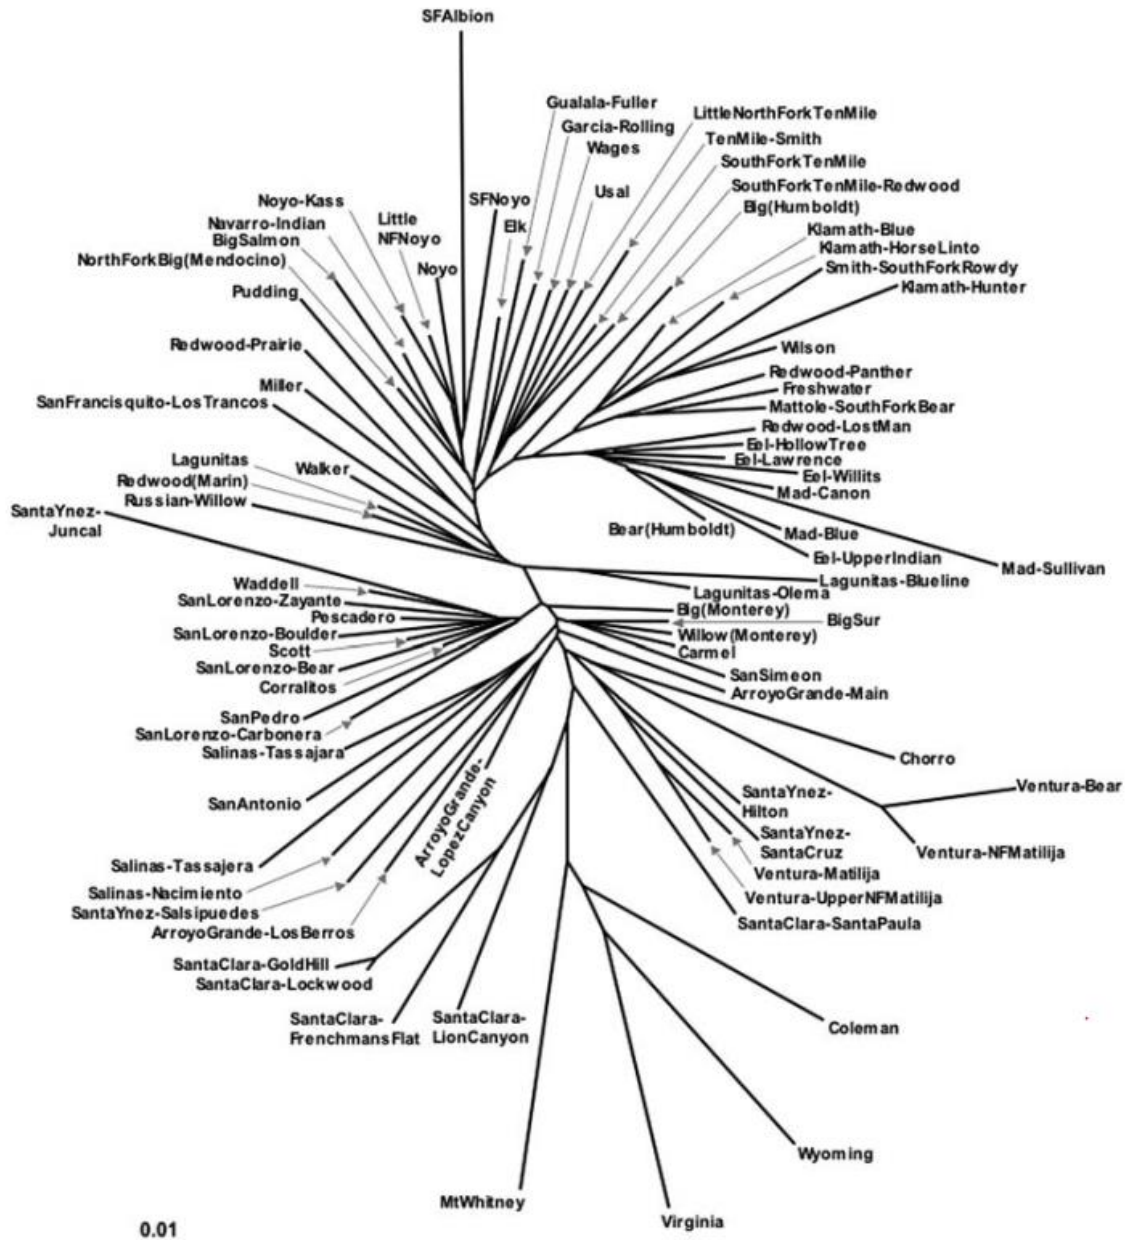 SFAlbion
Gualala-Fuller
Garcia-Rolling
Wages
Usal
LittleNorthForkTenMile
TenMile-Smith
SouthForkTenMile
SouthForkTenMile-Redwood
Big(Humboldt)
Klamath-Blue
Klamath-HorseLinto
Smith-SouthForkRowdy
Klamath-Hunter
SFNoyo
Elk
Noyo-Kass
Little
NFNoyo
Navarro-Indian
BigSalmon
NorthForkBig(Mendocino)
Noyo
Pudding
Redwood-Prairie
Miller
SanFrancisquito-LosTrancos
Lagunitas
Walker
Redwood(Marin)
Russian-Willow
SantaYnez-
Juncal
Wilson
Redwood-Panther
Freshwater
Mattole-SouthForkBear
Redwood-LostMan
Eel-HollowTree
Eel-Lawrence
Eel-Willits
Mad-Canon
Bear(Humboldt)
Mad-Blue
Eel-UpperIndian
Mad-Sullivan
Lagunitas-Blueline
Lagunitas-Olema
Big(Monterey)
BigSur
Willow(Monterey)
Carmel
SanSimeon
ArroyoGrande-Main
Waddell
SanLorenzo-Zayante
Pescadero
SanLorenzo-Boulder
Scott
SanLorenzo-Bear
Corralitos
SanPedro
SanLorenzo-Carbonera
Salinas-Tassajara
SanAntonio
Salinas-Tassajera
Salinas-Nacimiento
SantaYnez-Salsipuedes
ArroyoGrande-LosBerros
ArroyoGrande-
LopezCanyon
Chorro
Ventura-Bear
Ventura-NFMatilija
SantaYnez-
Hilton
SantaYnez-
SantaCruz
Ventura-Matilija
Ventura-UpperNFMatilija
SantaClara-SantaPaula
SantaClara-GoldHill
SantaClara-Lockwood
SantaClara-
FrenchmansFlat
SantaClara-
LionCanyon
Coleman
Wyoming
MtWhitney
Virginia
0.01